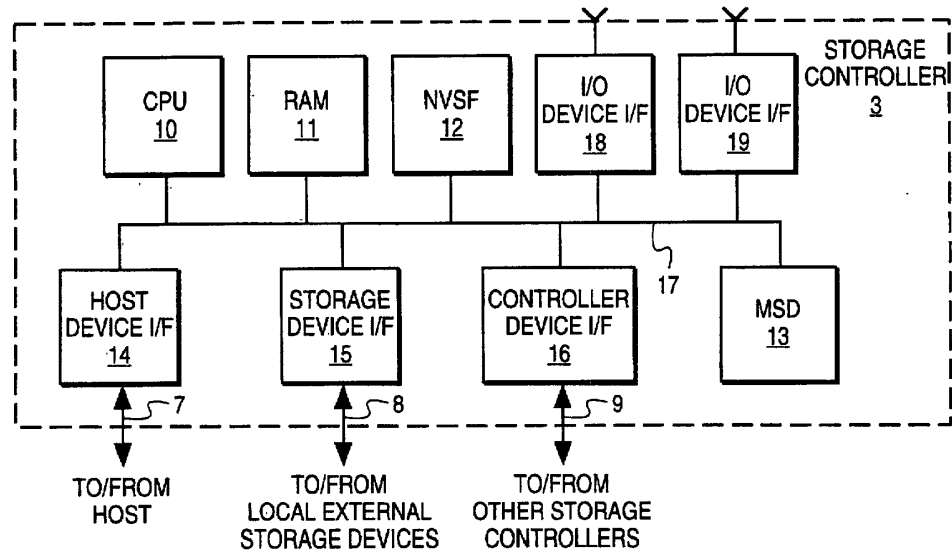 STORAGE
CONTROLLER
3
CPU
10
RAM
11
NVSF
12
I/O
DEVICE I/F
18
I/O
DEVICE I/F
19
17
HOST
DEVICE I/F
14
STORAGE
DEVICE I/F
15
CONTROLLER
DEVICE I/F
16
MSD
13
7
8
9
TO/FROM
HOST
TO/FROM
LOCAL EXTERNAL
STORAGE DEVICES
TO/FROM
OTHER STORAGE
CONTROLLERS